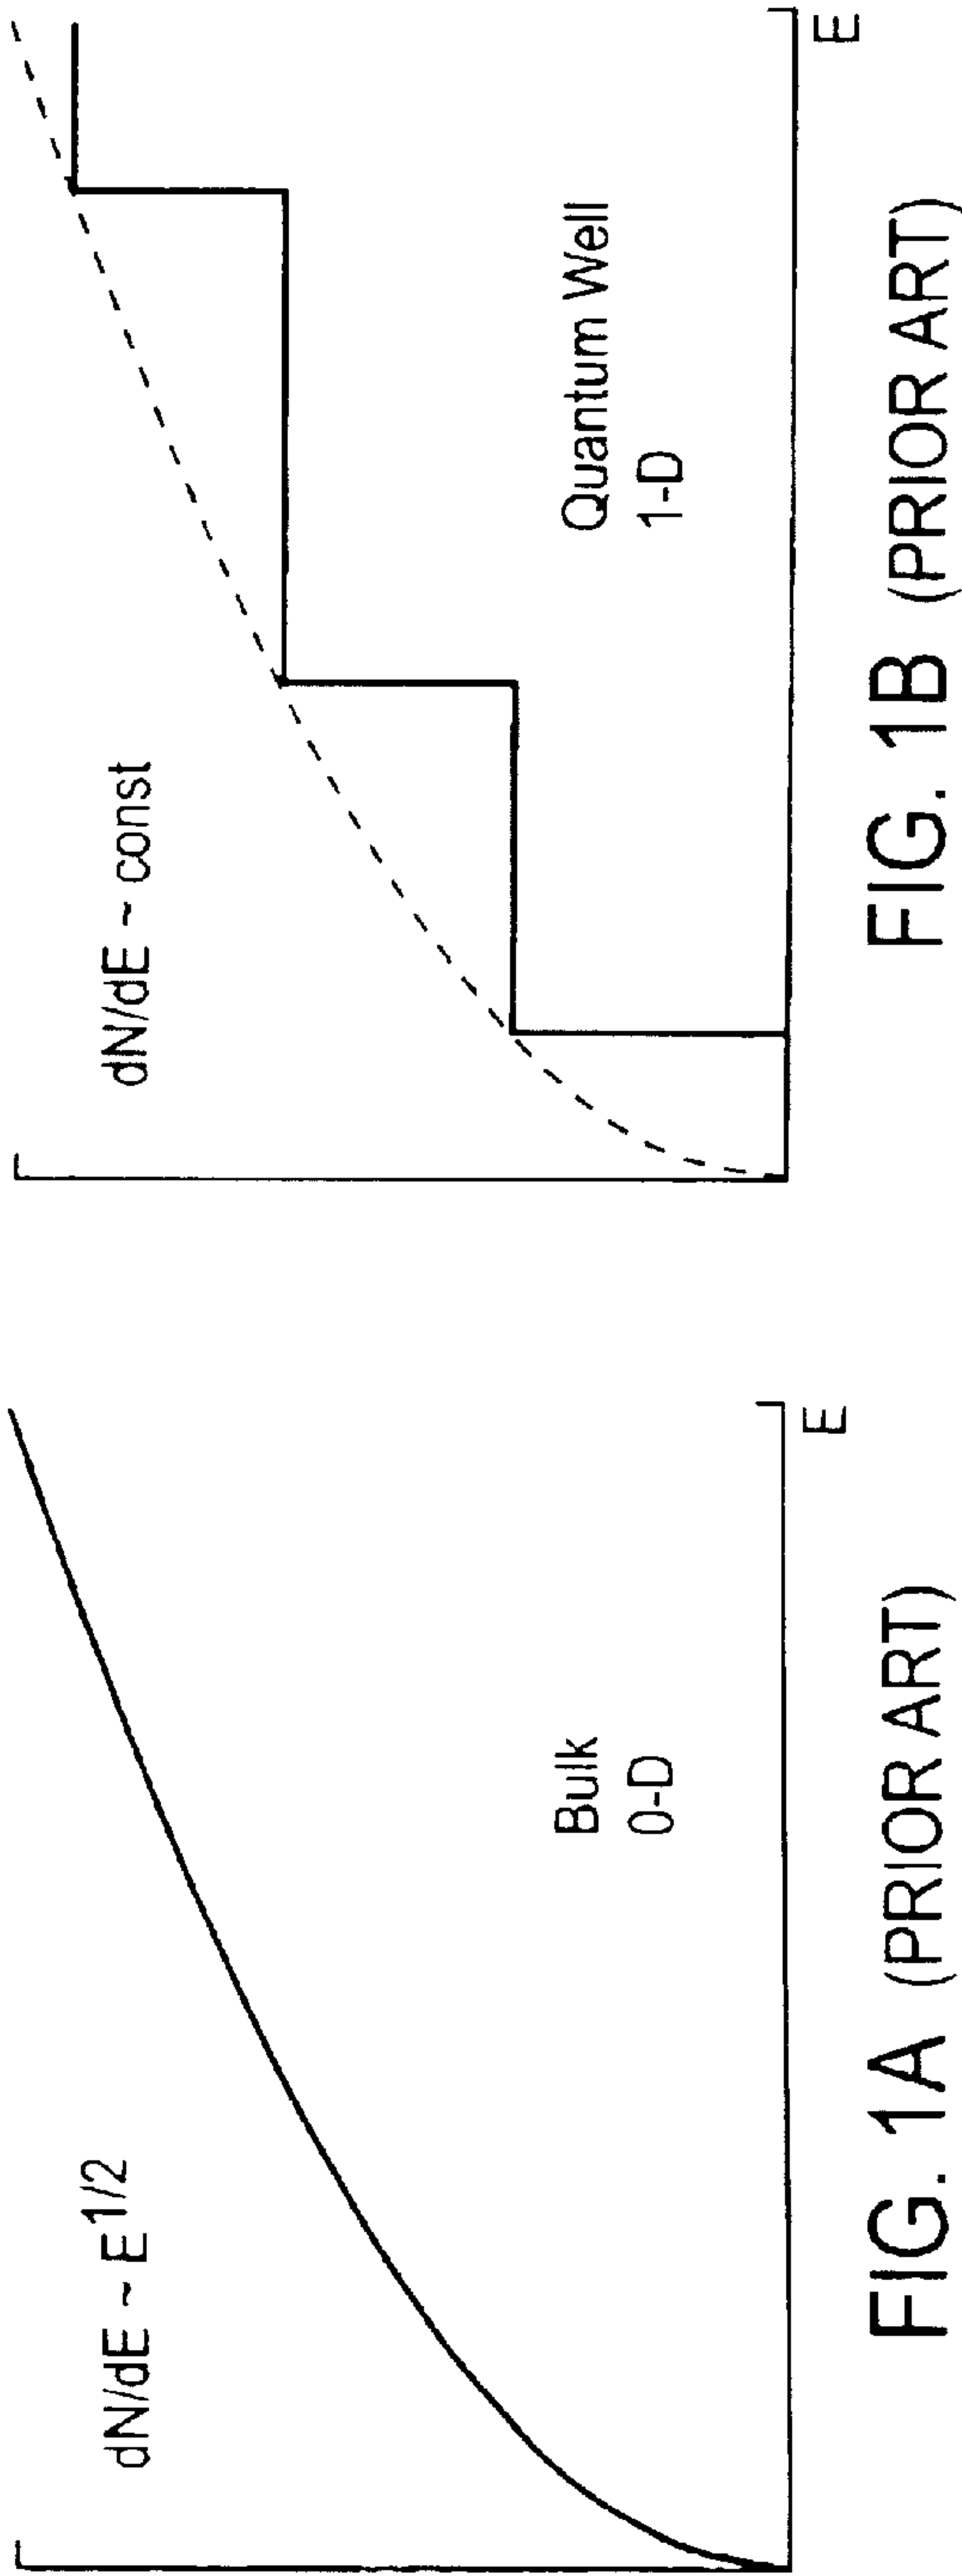 dN/dE ~ E1/2
Bulk
0-D
E
FIG. 1A (PRIOR ART)
dN/dE ~ const
Quantum Well
1-D
E
FIG. 1B (PRIOR ART)